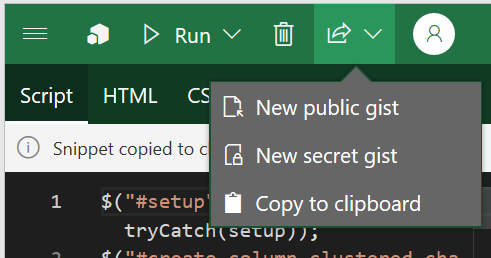 Run
Script HTML CS
New public gist
Snippet copied to c
New secret gist
Copy to clipboard
1 $("#setup"
tryCatch(setup));
2 $("#create-column-clustered-cha